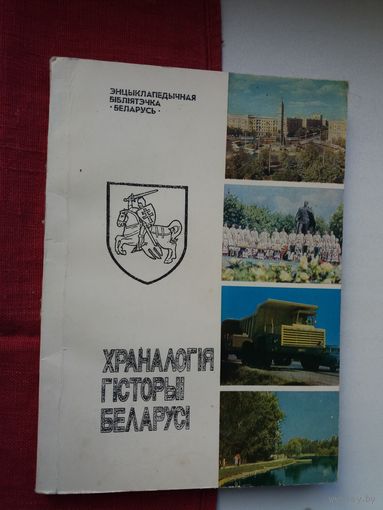 ЭНЦЫКЛАПЕДЫЧНАЯ
БІБЛІЯТЭЧКА
· БЕЛАРУСЬ ·
ХРАНАЛОГІЯ
ГІСТОРЫІ
БЕЛАРУСІ